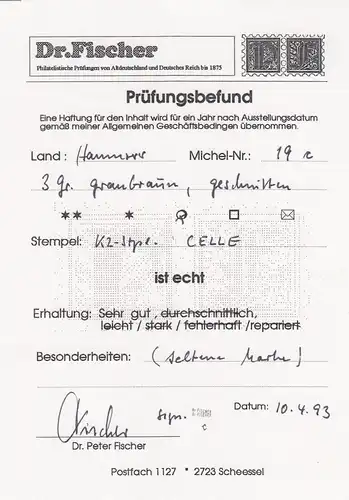 Dr.Fischer
Philatelistische Prüfungen von Altdeutschland und Deutsches Reich bis 1875
Prüfungsbefund
Eine Haftung für den Inhalt wird für ein Jahr nach Ausstellungsdatum
gemäß meiner Allgemeinen Geschäftsbedingen übernommen.
Land: Hannover Michel-Nr.: 19 c
3 Gr. graubraun, geschnitten
** *
Stempel: K2-Stpl. CELLE
ist echt
Erhaltung: Sehr gut, durchschnittlich,
leicht / stark / fehlerhaft / repariert
Besonderheiten: (seltene Marke)
Fischer Sign. Datum: 10.4.93
Dr. Peter Fischer
Postfach 1127 * 2723 Scheessel